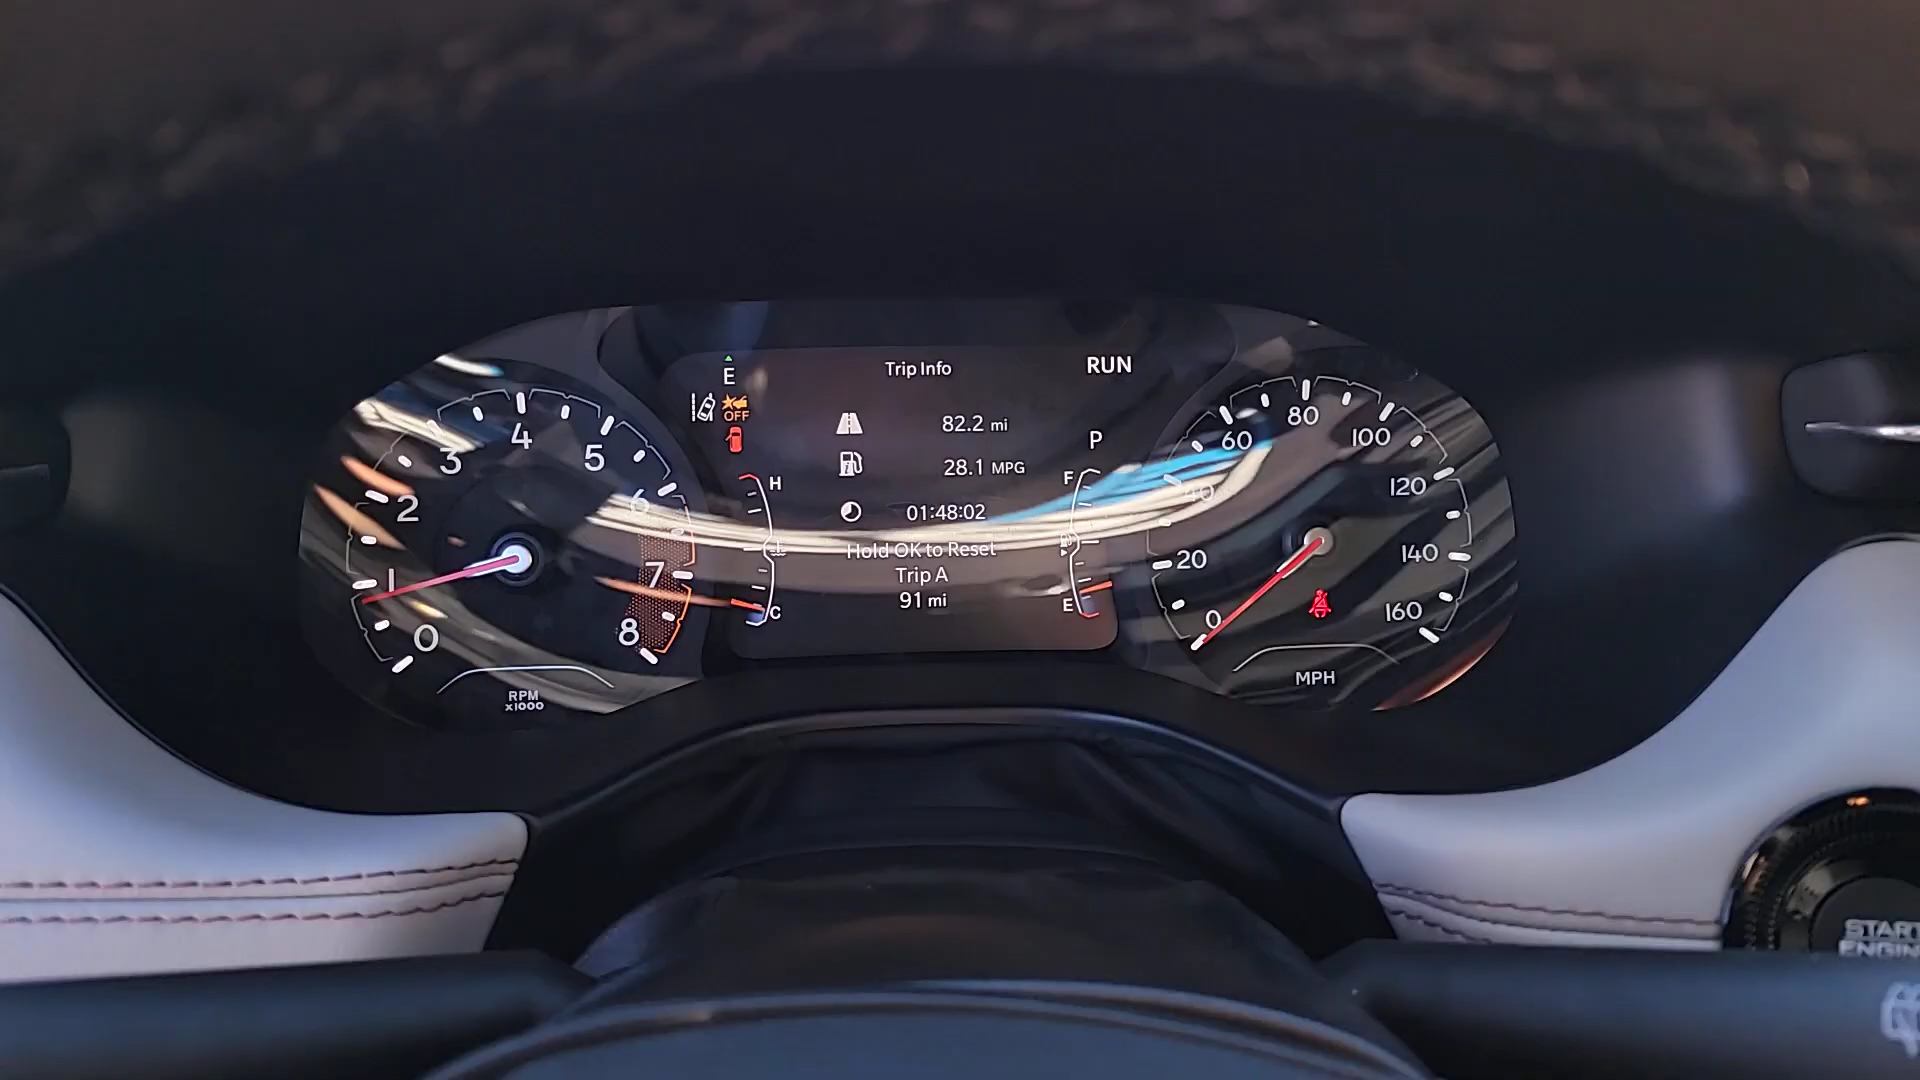 E
Trip Info
RUN
OFF
82.2 mi
P
28.1 MPG
01:48:02
Hold OK to Reset
Trip A
91 mi
H
C
F
E
0
1
2
3
4
5
6
7
8
RPM
x1000
0
20
40
60
80
100
120
140
160
MPH
START